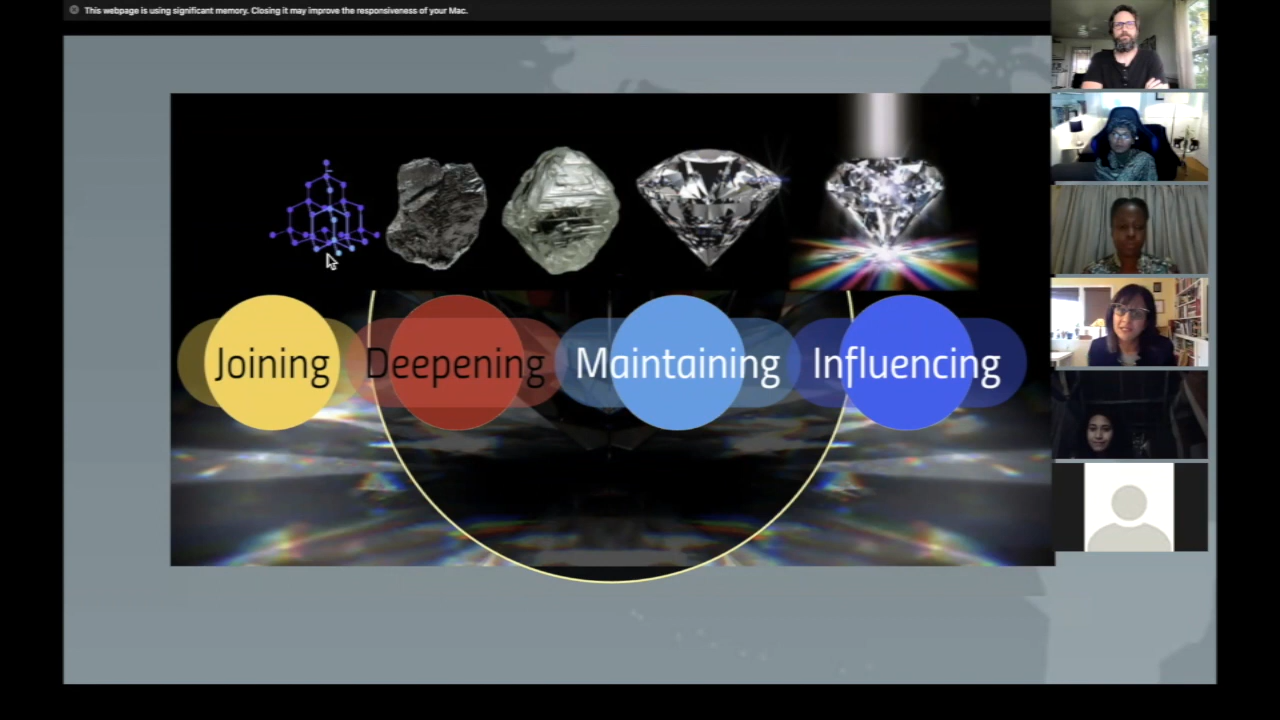 This webpage is using significant memory. Closing it may improve the responsiveness of your Mac.
Joining Deepening Maintaining Influencing